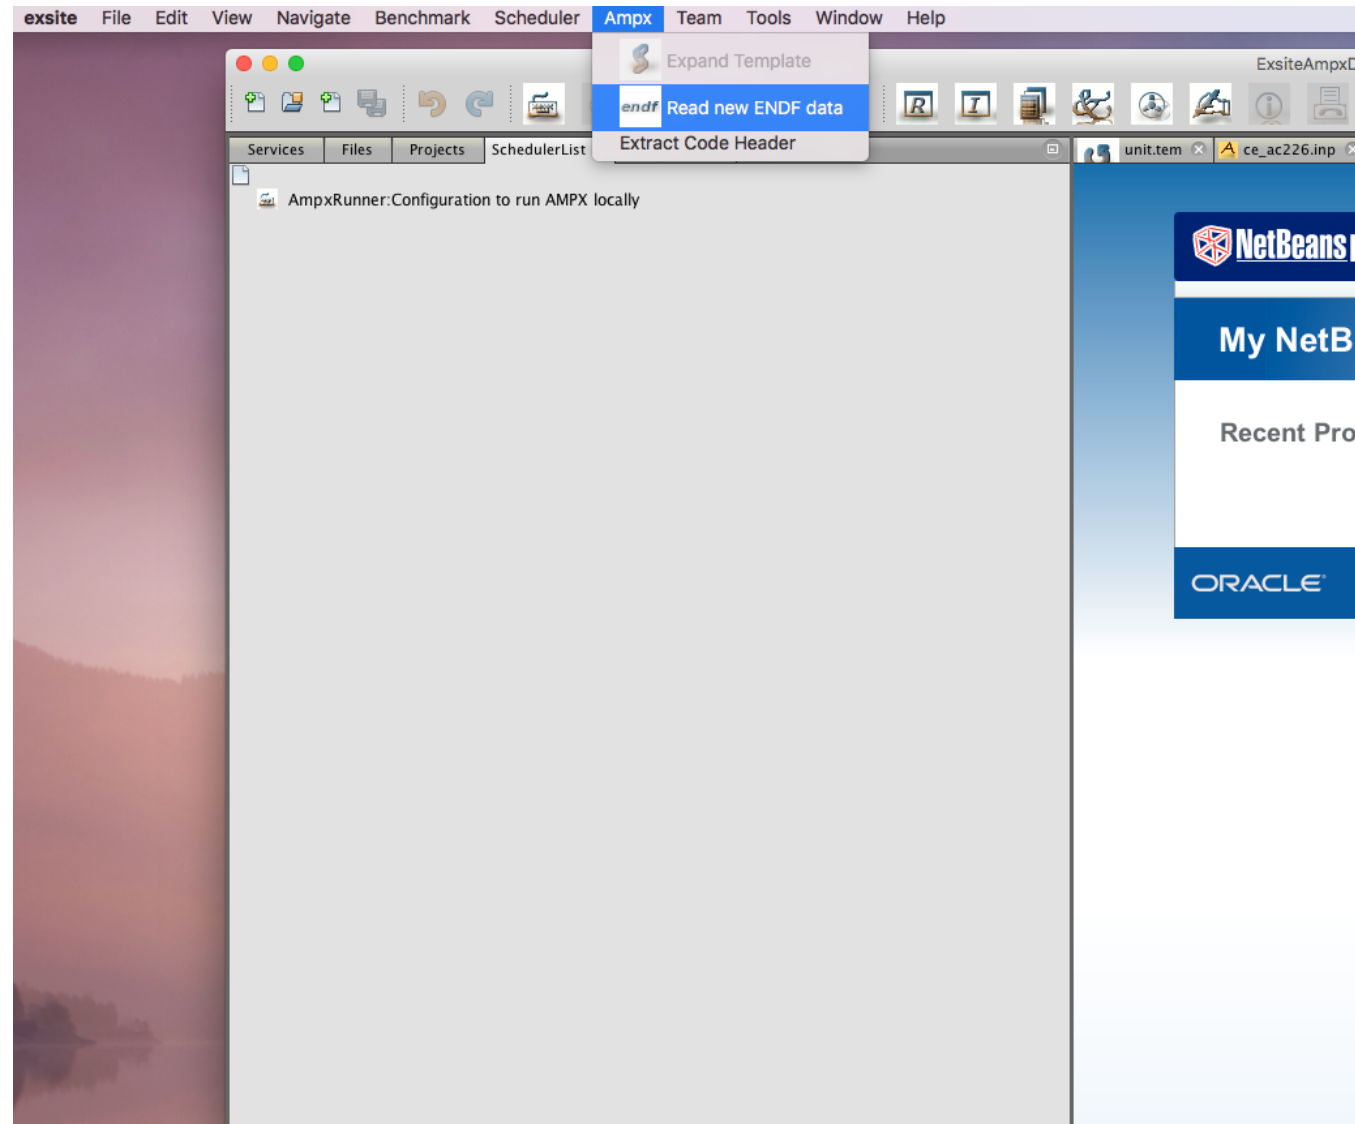 exsite File Edit View Navigate Benchmark Scheduler Ampx Team Tools Window Help
Expand Template
endf Read new ENDF data
Extract Code Header
ExsiteAmpxD
R I
Services Files Projects SchedulerList
unit.tem ce_ac226.inp
AmpxRunner:Configuration to run AMPX locally
NetBeans
My NetB
Recent Pro
ORACLE